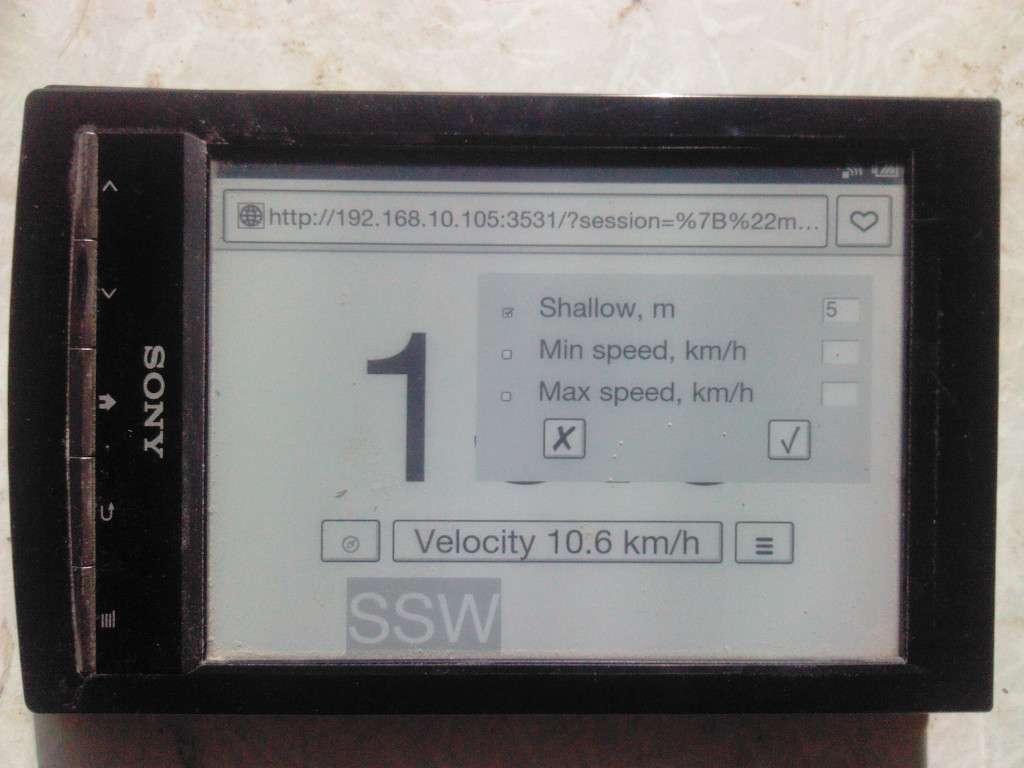 SONY
http://192.168.10.105:3531/?session=%7B%22m...
Shallow, m 5
Min speed, km/h
Max speed, km/h
1
Velocity 10.6 km/h
SSW